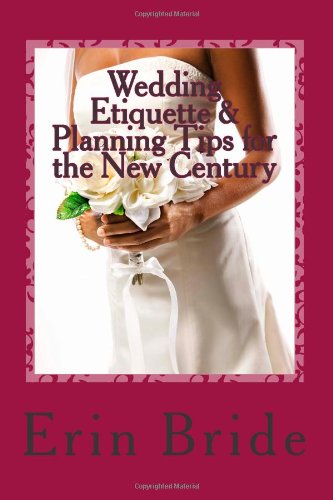 Copyrighted Material
Wedding
Etiquette &
Planning Tips for
the New Century
Erin Bride
Copyrighted Material